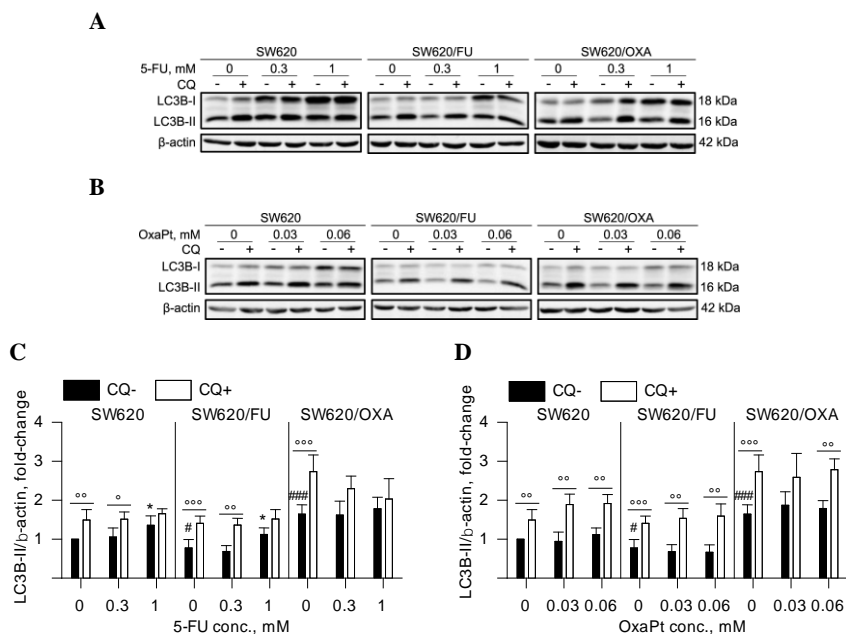 A
SW620 SW620/FU SW620/OXA
5-FU, mM 0 0.3 1 0 0.3 1 0 0.3 1
CQ - + - + - + - + - + - + - + - + - +
LC3B-I 18 kDa
LC3B-II 16 kDa
β-actin 42 kDa
B
SW620 SW620/FU SW620/OXA
OxaPt, mM 0 0.03 0.06 0 0.03 0.06 0 0.03 0.06
CQ - + - + - + - + - + - + - + - + - +
LC3B-I 18 kDa
LC3B-II 16 kDa
β-actin 42 kDa
C
CQ- CQ+
SW620 SW620/FU SW620/OXA
LC3B-II/b-actin, fold-change
4
3
2
1
°° ° * # °°° °° * ### °°°
0 0.3 1 0 0.3 1 0 0.3 1
5-FU conc., mM
D
CQ- CQ+
SW620 SW620/FU SW620/OXA
LC3B-II/b-actin, fold-change
4
3
2
1
°° °° °° # °°° °° °° ### °°° °°
0 0.03 0.06 0 0.03 0.06 0 0.03 0.06
OxaPt conc., mM